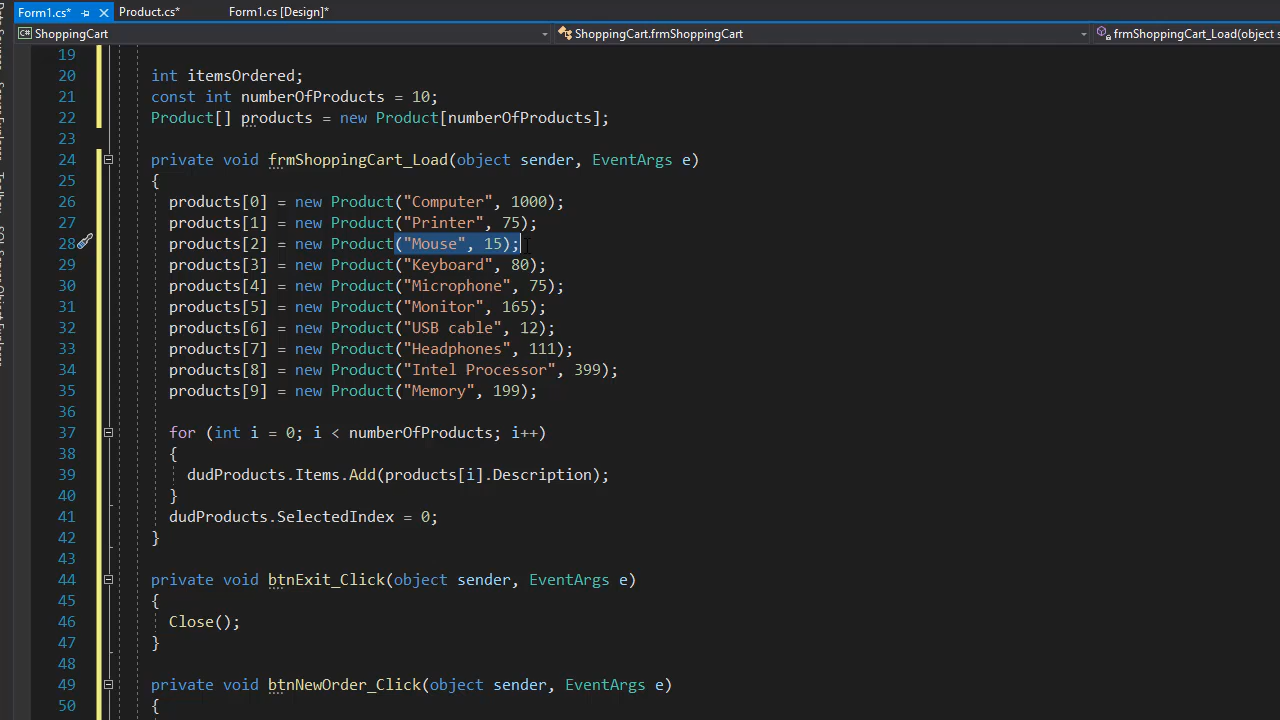 Form1.cs* Product.cs* Form1.cs [Design]*
ShoppingCart ShoppingCart.frmShoppingCart frmShoppingCart_Load(object s
19
20 int itemsOrdered;
21 const int numberOfProducts = 10;
22 Product[] products = new Product[numberOfProducts];
23
24 private void frmShoppingCart_Load(object sender, EventArgs e)
25 {
26 products[0] = new Product("Computer", 1000);
27 products[1] = new Product("Printer", 75);
28 products[2] = new Product("Mouse", 15);
29 products[3] = new Product("Keyboard", 80);
30 products[4] = new Product("Microphone", 75);
31 products[5] = new Product("Monitor", 165);
32 products[6] = new Product("USB cable", 12);
33 products[7] = new Product("Headphones", 111);
34 products[8] = new Product("Intel Processor", 399);
35 products[9] = new Product("Memory", 199);
36
37 for (int i = 0; i < numberOfProducts; i++)
38 {
39 dudProducts.Items.Add(products[i].Description);
40 }
41 dudProducts.SelectedIndex = 0;
42 }
43
44 private void btnExit_Click(object sender, EventArgs e)
45 {
46 Close();
47 }
48
49 private void btnNewOrder_Click(object sender, EventArgs e)
50 {